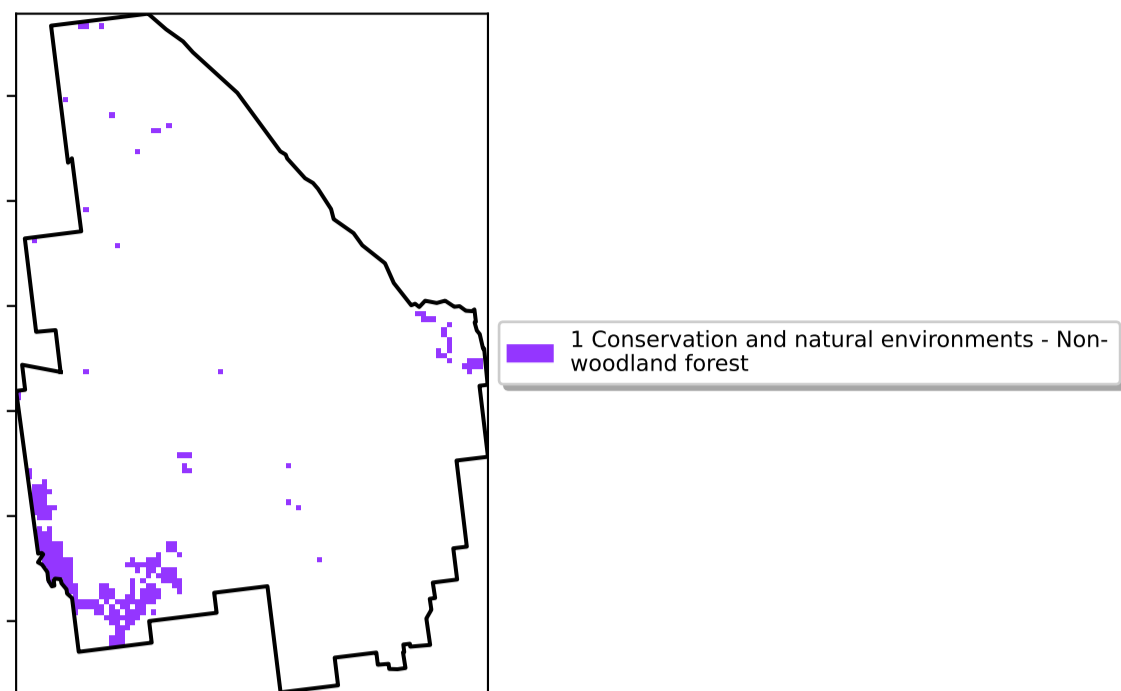 1 Conservation and natural environments - Non-
woodland forest